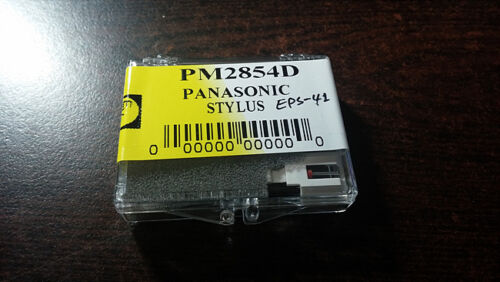 PM2854D
PANASONIC
STYLUS EPS-41
0 00000 00000 0